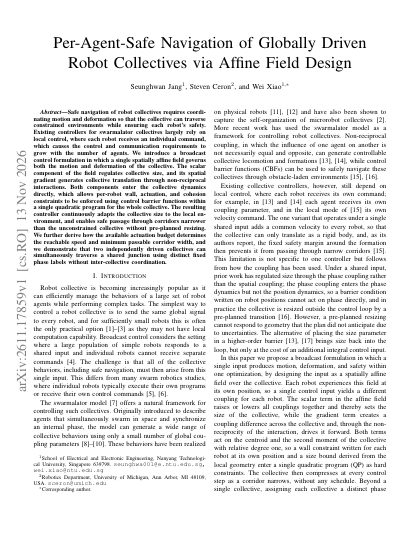 Per-Agent-Safe Navigation of Globally Driven
Robot Collectives via Affine Field Design
Seunghwan Jang¹, Steven Ceron², and Wei Xiao¹,*
arXiv:2611.17859v1 [cs.RO] 13 Nov 2026
Abstract—Safe navigation of robot collectives requires coordi-
nating motion and deformation so that the collective can traverse
constrained environments while ensuring each robot's safety.
Existing controllers for swarmalator collectives largely rely on
local control, where each robot receives an individual command,
which causes the control and communication requirements to
grow with the number of agents. We introduce a broadcast
control formulation in which a single spatially affine field governs
both the motion and deformation of the collective. The scalar
component of the field regulates collective size, and its spatial
gradient generates collective translation through non-reciprocal
interactions. Both components enter the collective dynamics
directly, which allows per-robot wall, actuation, and cohesion
constraints to be enforced using control barrier functions within
a single quadratic program for the whole collective. The resulting
controller continually adapts the collective size to the local en-
vironment, and enables safe passage through corridors narrower
than the unconstrained collective without pre-planned resizing.
We further derive how the available actuation budget determines
the reachable speed and minimum passable corridor width, and
we demonstrate that two independently driven collectives can
simultaneously traverse a shared junction using distinct fixed
phase labels without inter-collective coordination.
I. INTRODUCTION
Robot collective is becoming increasingly popular as it
can efficiently manage the behaviors of a large set of robot
agents while performing complex tasks. The simplest way to
control a robot collective is to send the same global signal
to every robot, and for sufficiently small robots this is often
the only practical option [1]–[3] as they may not have local
computation capability. Broadcast control considers the setting
where a large population of simple robots responds to a
shared input and individual robots cannot receive separate
commands [4]. The challenge is that all of the collective
behaviors, including safe navigation, must then arise from this
single input. This differs from many swarm robotics studies,
where individual robots typically execute their own programs
or receive their own control commands [5], [6].
The swarmalator model [7] offers a natural framework for
controlling such collectives. Originally introduced to describe
agents that simultaneously swarm in space and synchronize
an internal phase, the model can generate a wide range of
collective behaviors using only a small number of global cou-
pling parameters [8]–[10]. These behaviors have been realized
¹School of Electrical and Electronic Engineering, Nanyang Technologi-
cal University, Singapore 639798. seunghwa003@e.ntu.edu.sg,
wei.xiao@ntu.edu.sg
²Robotics Department, University of Michigan, Ann Arbor, MI 48109,
USA. sceron@umich.edu
*Corresponding author.
on physical robots [11], [12] and have also been shown to
capture the self-organization of microrobot collectives [2].
More recent work has used the swarmalator model as the
framework for controlling robot collectives. Non-reciprocal
coupling, in which the influence of one agent on another is
not necessarily equal and opposite, can generate controllable
collective locomotion and formations [13], [14], while control
barrier functions (CBFs) can be used to safely navigate these
collectives through obstacle-laden environments [15], [16].
Existing collective controllers, however, still depend on
local control, where each robot receives its own command;
for example, in [13] and [14] each agent receives its own
coupling parameter, and in the local mode of [15] its own
velocity command. The one variant that operates under a single
shared input adds a common velocity to every robot, so that
the collective can only translate as a rigid body, and, as its
authors report, the fixed safety margin around the formation
then prevents it from passing through narrow corridors [15].
This limitation is not specific to one controller but follows
from how the coupling has been used. Under a shared input,
prior work has regulated size through the phase coupling rather
than the spatial coupling; the phase coupling enters the phase
dynamics but not the position dynamics, so a barrier condition
written on robot positions cannot act on phase directly, and in
practice the collective is resized outside the control loop by
a pre-planned transformation [16]. However, a pre-planned
cannot respond to geometry that the plan did not anticipate due
to uncertainties. The alternative of placing the size parameter
in a higher-order barrier [13], [17] brings size back into the
loop, but only at the cost of an additional integral control input.
In this paper we propose a broadcast formulation in which a
single input produces motion, deformation, and safety within
one optimization, by designing the input as a spatially affine
field over the collective. Each robot experiences this field at
its own position, so a single control input yields a different
coupling for each robot. The scalar term in the affine field
raises or lowers all couplings together and thereby sets the
size of the collective, while the gradient term creates a
coupling difference across the collective and, through the non-
reciprocity of the interaction, drives it forward. Both terms
act on the centroid and the second moment of the collective
with relative degree one, so a wall constraint written for each
robot at its own position and a size bound derived from the
local geometry enter a single quadratic program (QP) as hard
constraints. The collective then compresses at every control
step as a corridor narrows, without any schedule. Beyond a
single collective, assigning each collective a distinct phase